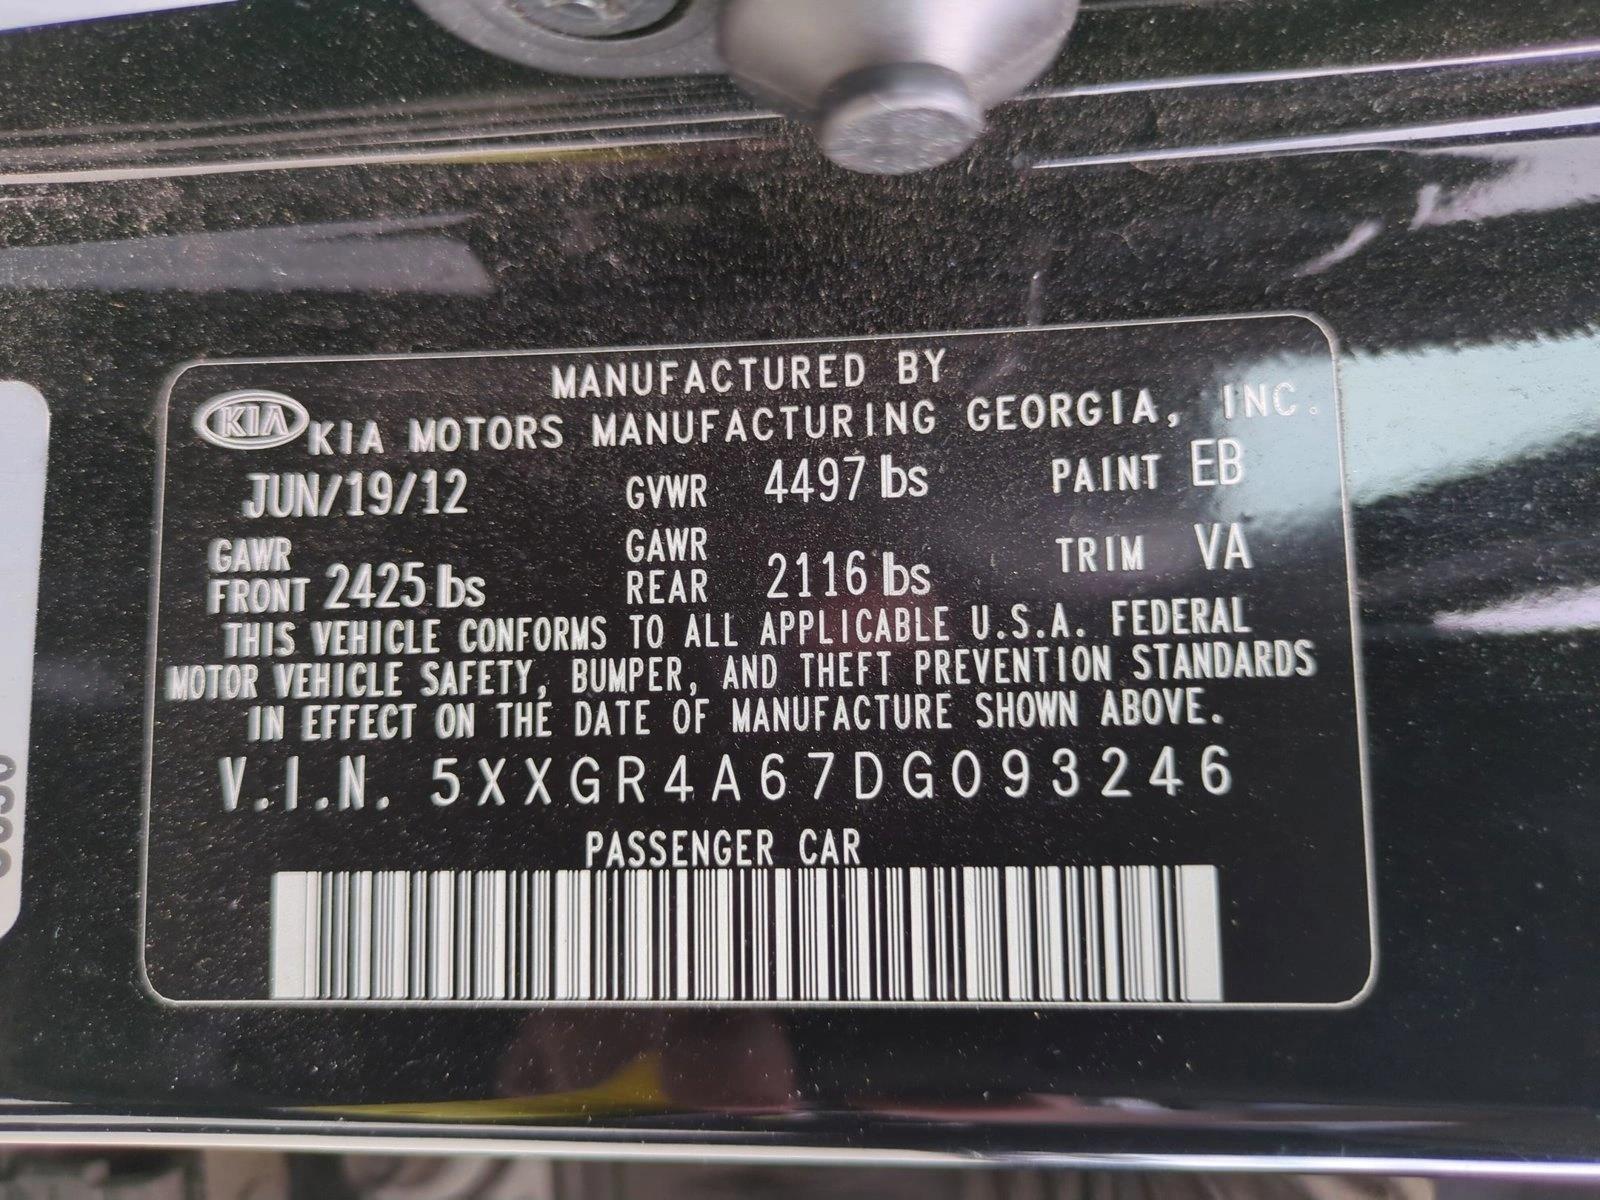 MANUFACTURED BY
KIA KIA MOTORS MANUFACTURING GEORGIA, INC.
JUN/19/12 GVWR 4497 lbs PAINT EB
GAWR FRONT 2425 lbs GAWR REAR 2116 lbs TRIM VA
THIS VEHICLE CONFORMS TO ALL APPLICABLE U.S.A. FEDERAL
MOTOR VEHICLE SAFETY, BUMPER, AND THEFT PREVENTION STANDARDS
IN EFFECT ON THE DATE OF MANUFACTURE SHOWN ABOVE.
V.I.N. 5XXGR4A67DG093246
PASSENGER CAR